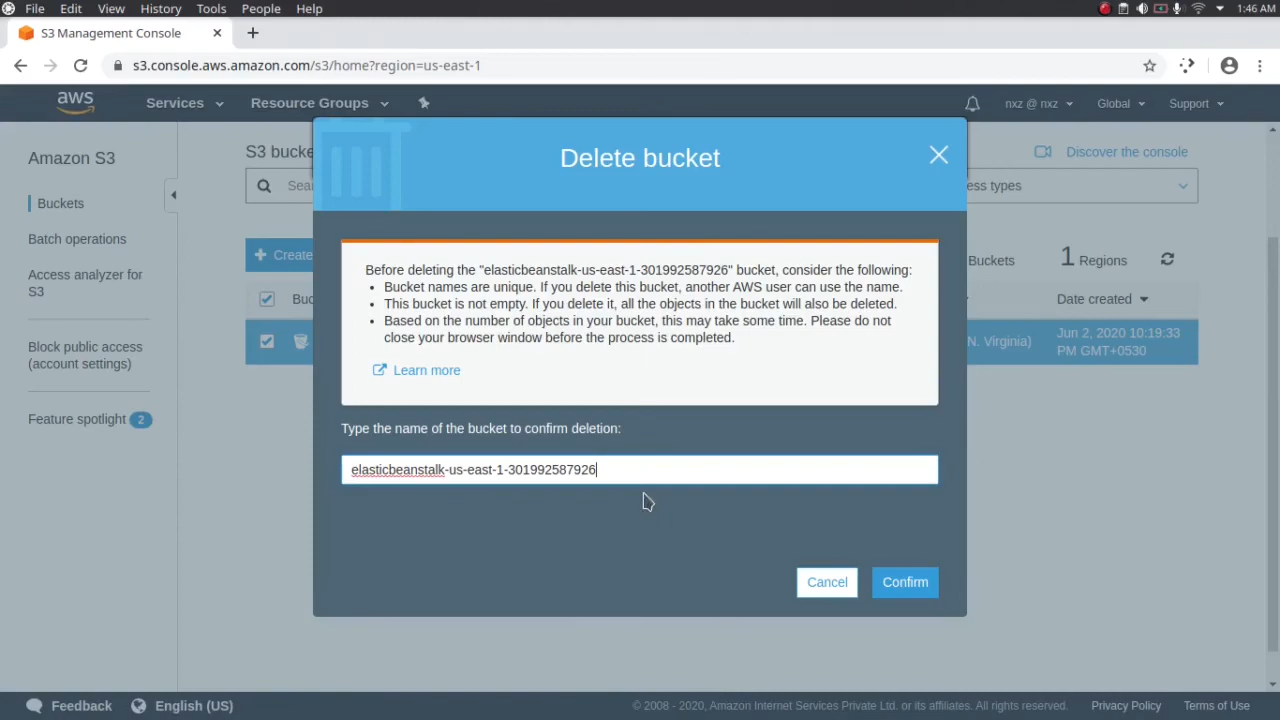 File Edit View History Tools People Help 1:46 AM
S3 Management Console
s3.console.aws.amazon.com/s3/home?region=us-east-1
aws Services Resource Groups nxz @ nxz Global Support
Amazon S3
Buckets
Batch operations
Access analyzer for
S3
Block public access
(account settings)
Feature spotlight 2
S3 bucke
Discover the console
Sea
ess types
Create
Buckets
1 Regions
Buc
Date created
N. Virginia)
Jun 2, 2020 10:19:33
PM GMT+0530
Delete bucket
Before deleting the "elasticbeanstalk-us-east-1-301992587926" bucket, consider the following:
• Bucket names are unique. If you delete this bucket, another AWS user can use the name.
• This bucket is not empty. If you delete it, all the objects in the bucket will also be deleted.
• Based on the number of objects in your bucket, this may take some time. Please do not
close your browser window before the process is completed.
Learn more
Type the name of the bucket to confirm deletion:
elasticbeanstalk-us-east-1-301992587926
Cancel Confirm
Feedback English (US) © 2008 - 2020, Amazon Internet Services Private Ltd. or its affiliates. All rights reserved. Privacy Policy Terms of Use